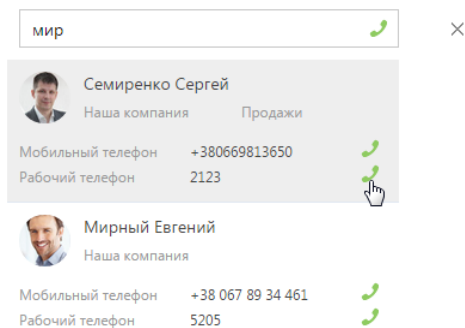 мир
Семиренко Сергей
Наша компания Продажи
Мобильный телефон +380669813650
Рабочий телефон 2123
Мирный Евгений
Наша компания
Мобильный телефон +38 067 89 34 461
Рабочий телефон 5205